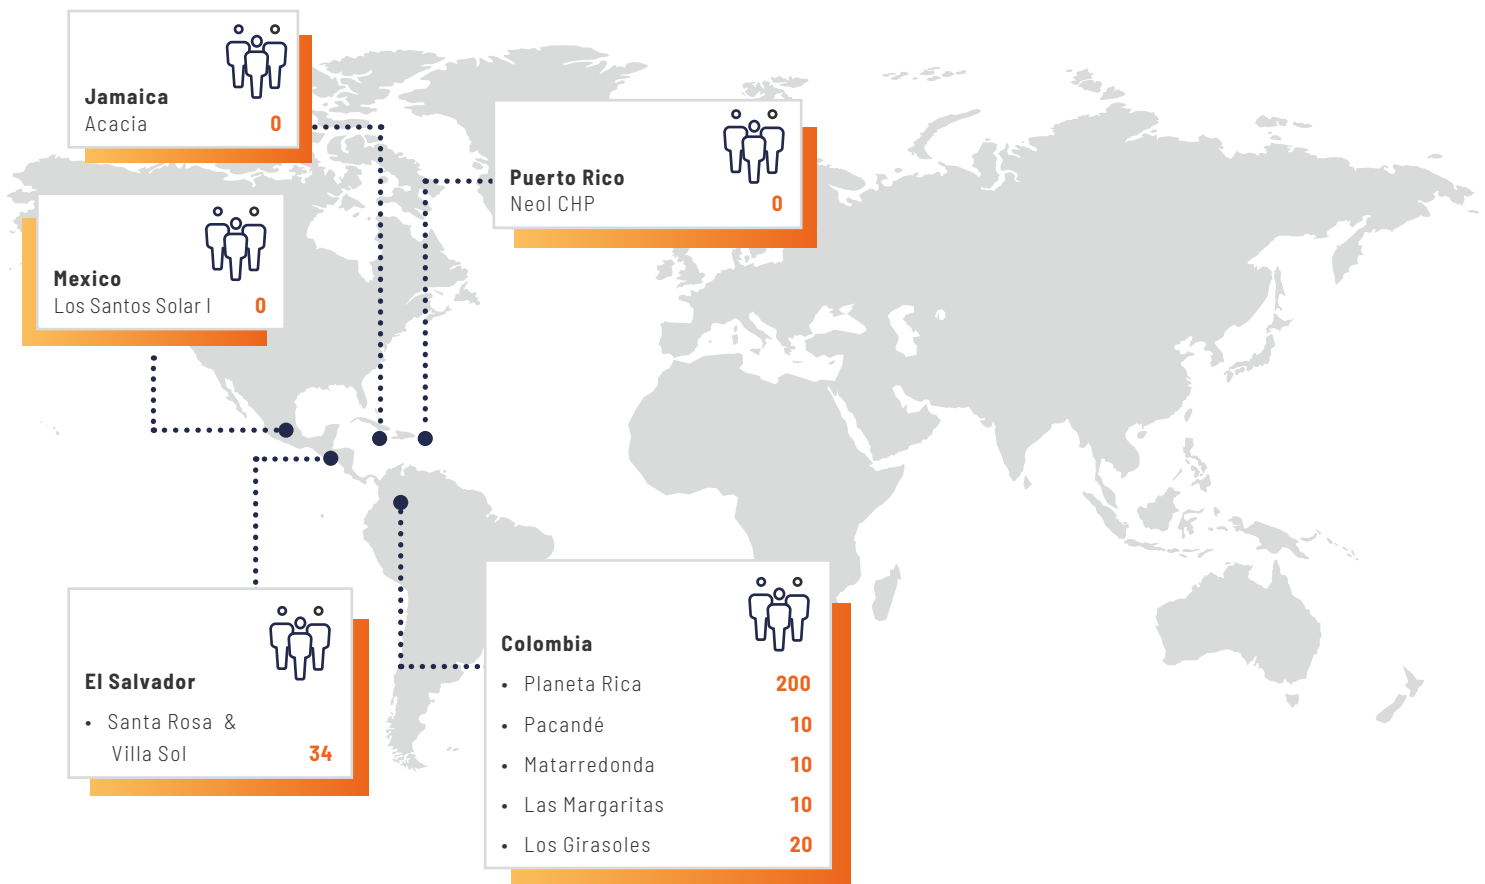 Jamaica
Acacia 0
Puerto Rico
Neol CHP 0
Mexico
Los Santos Solar I 0
El Salvador
• Santa Rosa &
Villa Sol 34
Colombia
• Planeta Rica 200
• Pacandé 10
• Matarredonda 10
• Las Margaritas 10
• Los Girasoles 20